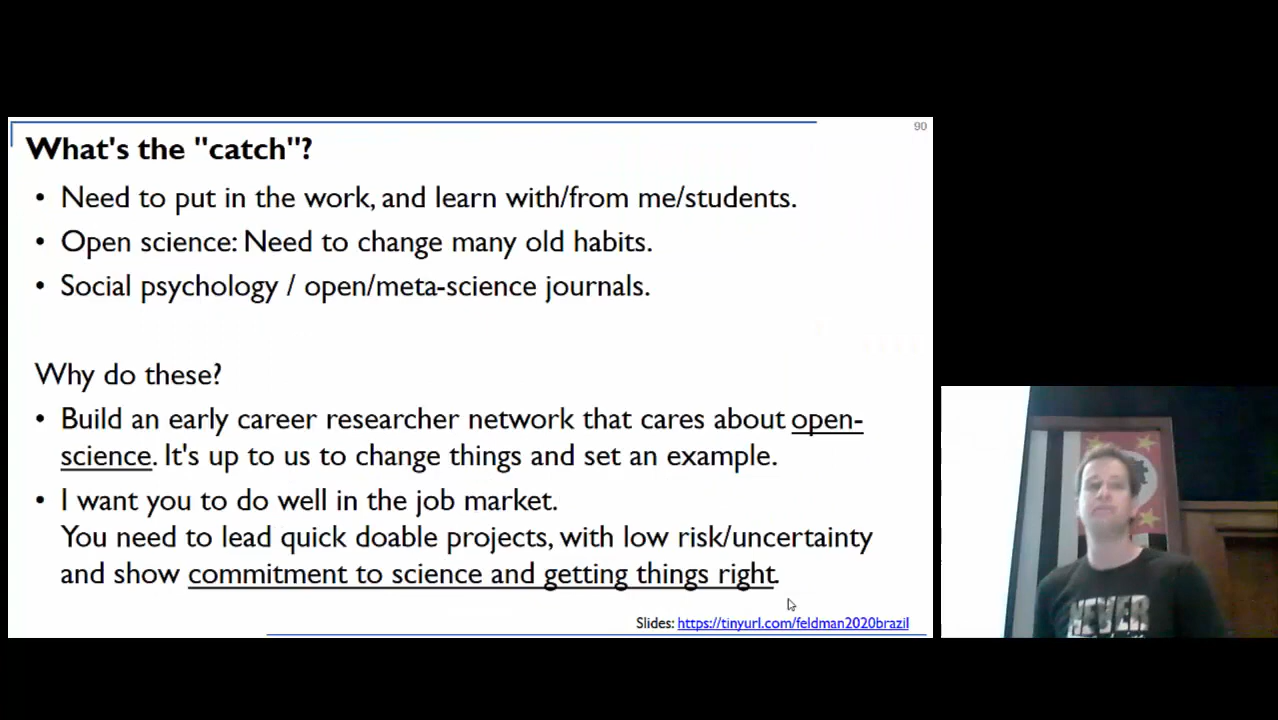 90
What's the "catch"?
• Need to put in the work, and learn with/from me/students.
• Open science: Need to change many old habits.
• Social psychology / open/meta-science journals.
Why do these?
• Build an early career researcher network that cares about open-
science. It's up to us to change things and set an example.
• I want you to do well in the job market.
You need to lead quick doable projects, with low risk/uncertainty
and show commitment to science and getting things right.
Slides: https://tinyurl.com/feldman2020brazil
NEVER